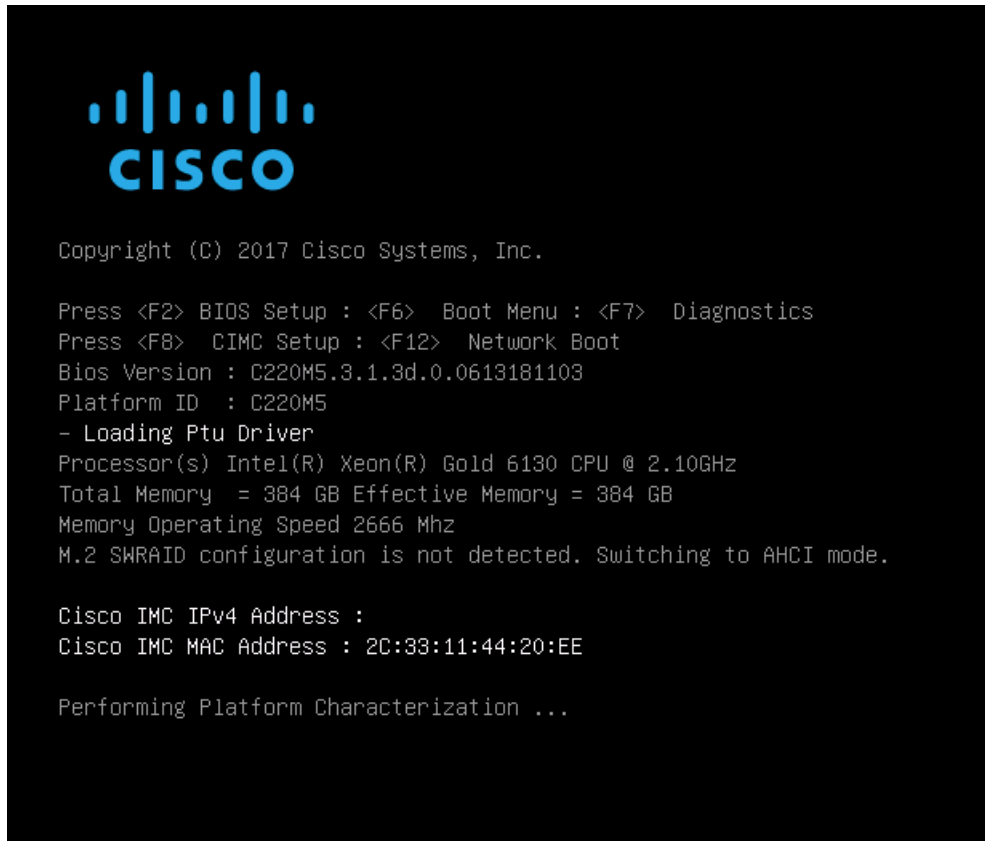 CISCO
Copyright (C) 2017 Cisco Systems, Inc.
Press <F2> BIOS Setup : <F6>  Boot Menu : <F7>  Diagnostics
Press <F8>  CIMC Setup : <F12>  Network Boot
Bios Version : C220M5.3.1.3d.0.0613181103
Platform ID  : C220M5
- Loading Ptu Driver
Processor(s) Intel(R) Xeon(R) Gold 6130 CPU @ 2.10GHz
Total Memory  = 384 GB Effective Memory = 384 GB
Memory Operating Speed 2666 Mhz
M.2 SWRAID configuration is not detected. Switching to AHCI mode.
Cisco IMC IPv4 Address :
Cisco IMC MAC Address : 2C:33:11:44:20:EE
Performing Platform Characterization ...